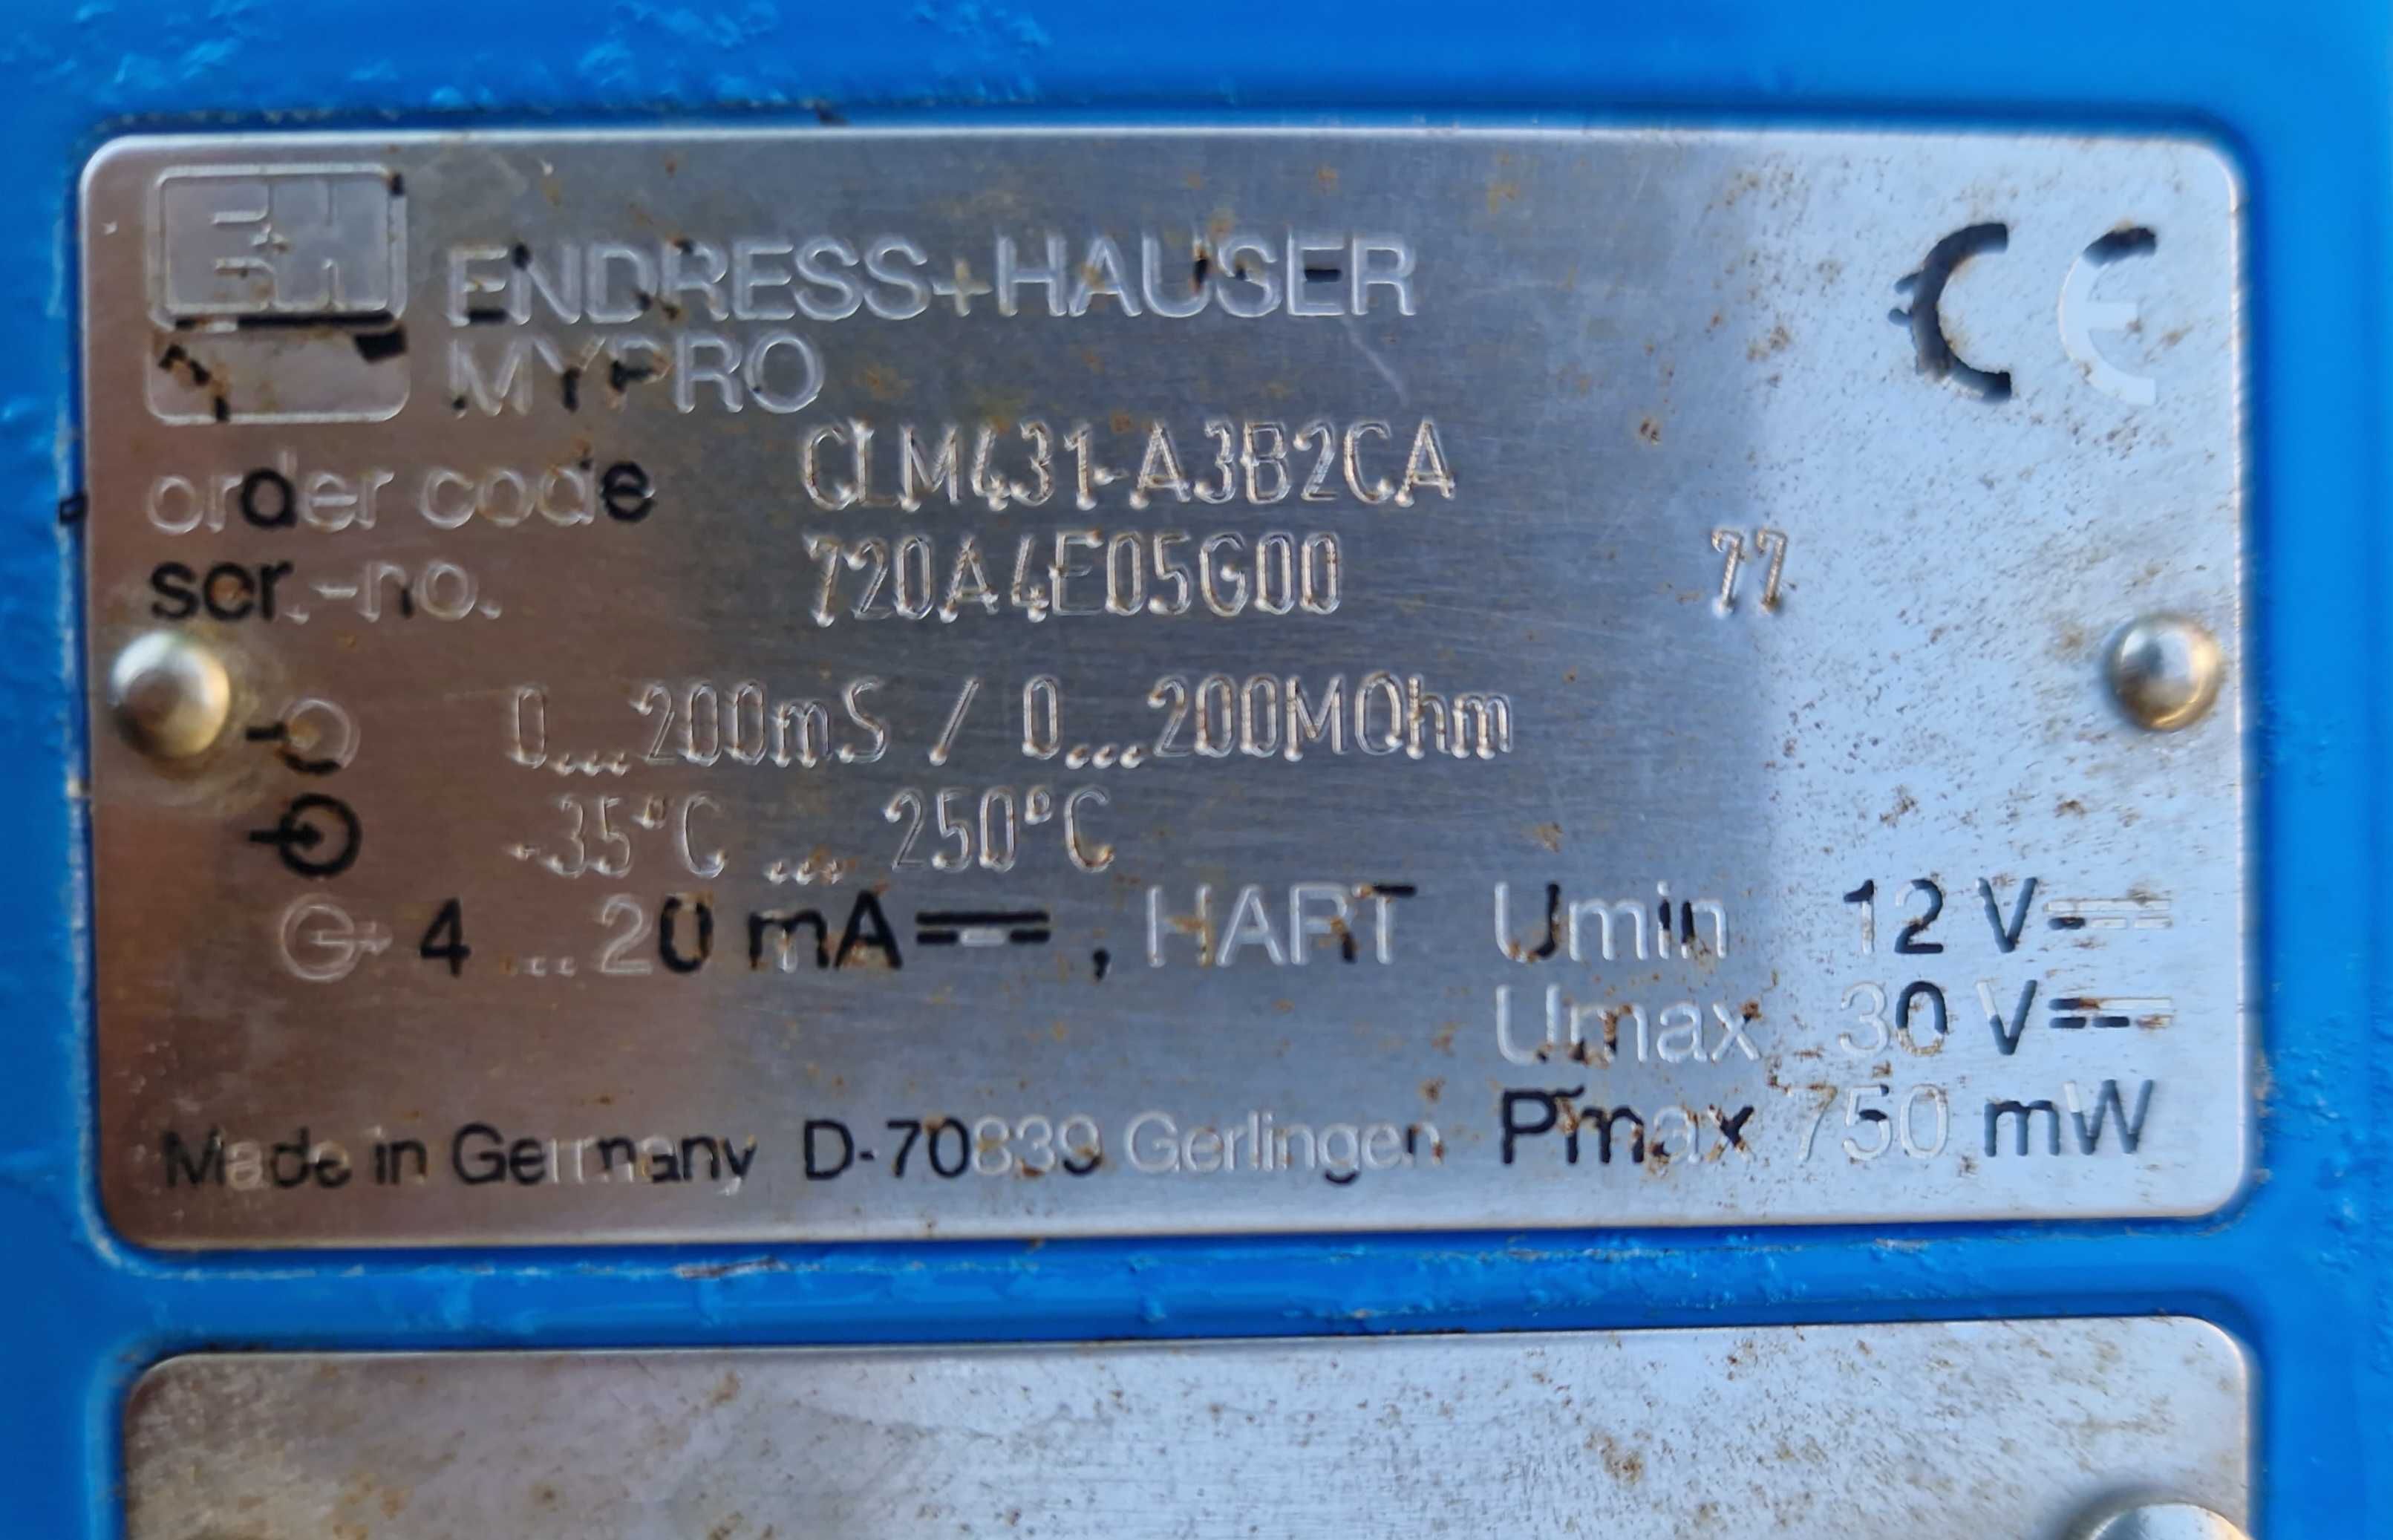 EH
ENDRESS+HAUSER
MYPRO
order code CLM431-A3B2CA
ser.-no. 720A4E05G00 77
0...200mS / 0...200MOhm
-35°C ... 250°C
4 ...20 mA⎓, HART Umin 12 V⎓
Umax 30 V⎓
Made in Germany D-70839 Gerlingen Pmax 750 mW
CE